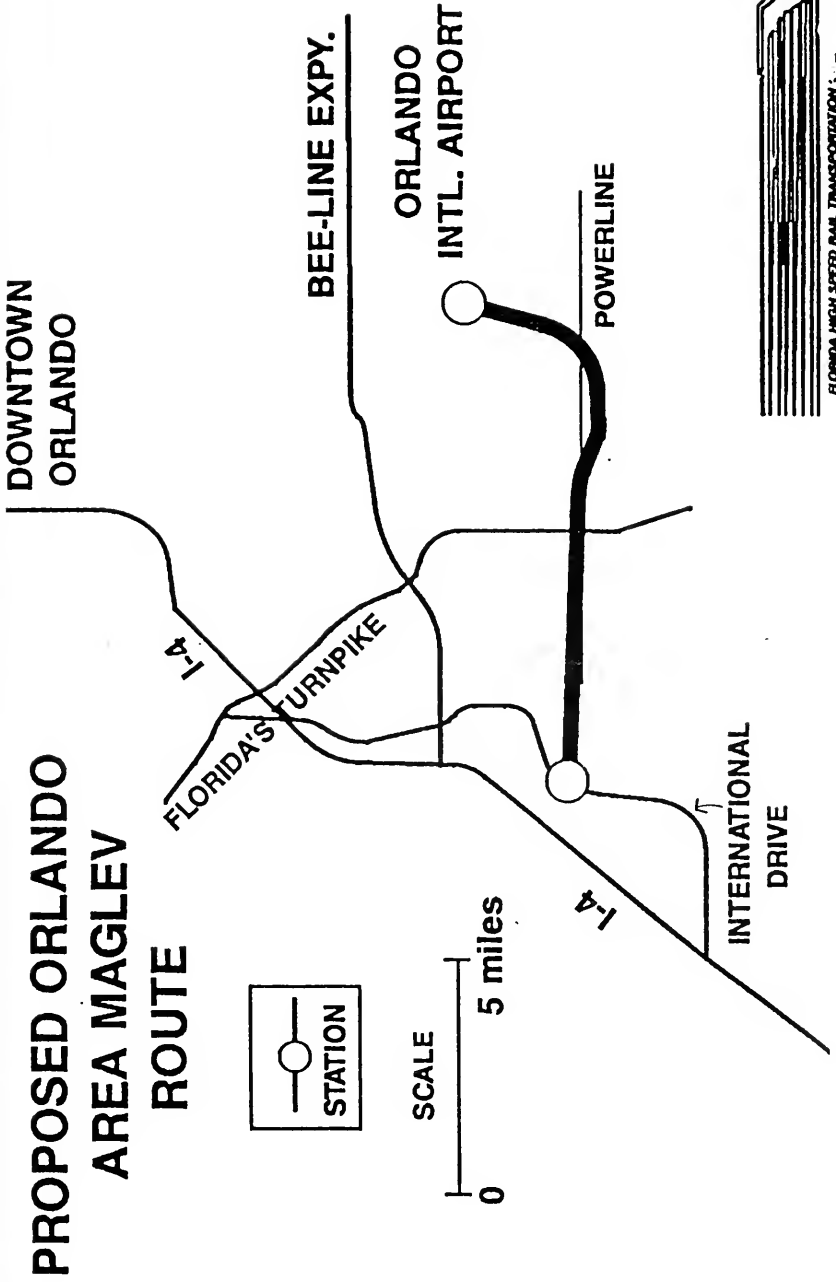 PROPOSED ORLANDO
AREA MAGLEV
ROUTE
DOWNTOWN
ORLANDO
STATION
SCALE
0
5 miles
I-4
FLORIDA'S TURNPIKE
BEE-LINE EXPY.
ORLANDO
INTL. AIRPORT
POWERLINE
I-4
INTERNATIONAL
DRIVE
FLORIDA HIGH SPEED RAIL TRANSPORTATION